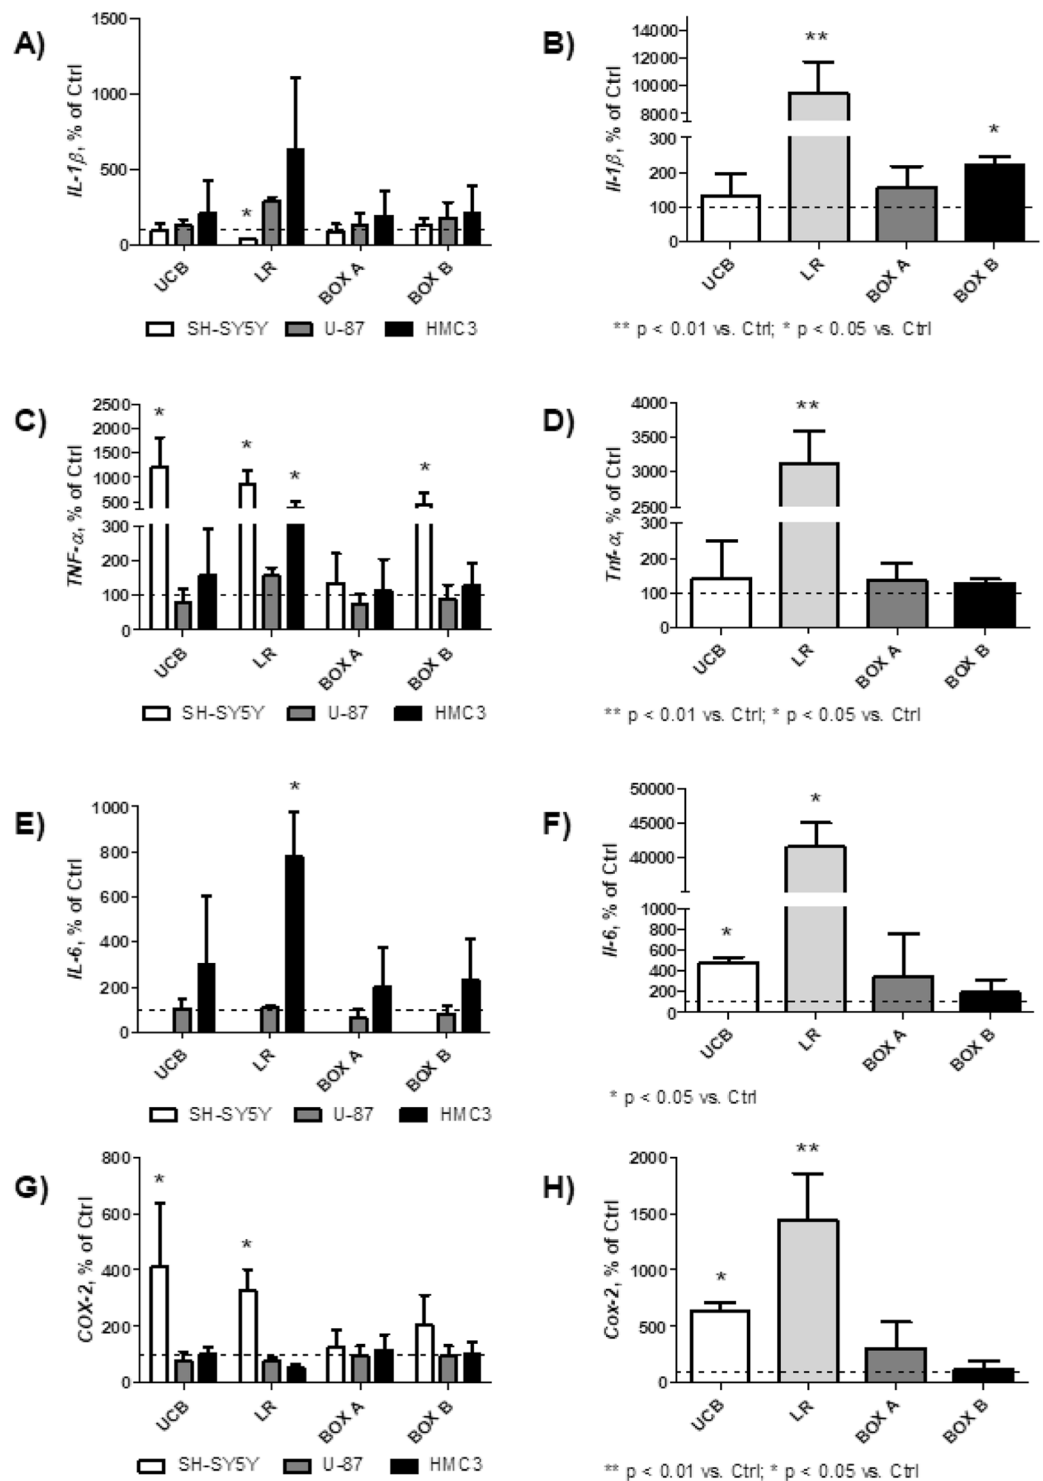 A)
IL-1β, % of Ctrl
1500
1000
500
0
*
UCB
LR
BOX A
BOX B
SH-SY5Y U-87 HMC3
B)
Il-1β, % of Ctrl
14000
12000
10000
8000
300
200
100
0
**
*
UCB
LR
BOX A
BOX B
** p < 0.01 vs. Ctrl; * p < 0.05 vs. Ctrl
C)
TNF-α, % of Ctrl
2500
2000
1500
1000
500
300
200
100
0
*
*
*
*
UCB
LR
BOX A
BOX B
SH-SY5Y U-87 HMC3
D)
Tnf-α, % of Ctrl
4000
3500
3000
2500
300
200
100
0
**
UCB
LR
BOX A
BOX B
** p < 0.01 vs. Ctrl; * p < 0.05 vs. Ctrl
E)
IL-6, % of Ctrl
1000
800
600
400
200
0
*
UCB
LR
BOX A
BOX B
SH-SY5Y U-87 HMC3
F)
Il-6, % of Ctrl
50000
45000
40000
1000
800
600
400
200
0
*
*
UCB
LR
BOX A
BOX B
* p < 0.05 vs. Ctrl
G)
COX-2, % of Ctrl
800
600
400
200
0
*
*
UCB
LR
BOX A
BOX B
SH-SY5Y U-87 HMC3
H)
Cox-2, % of Ctrl
2000
1500
1000
500
0
*
**
UCB
LR
BOX A
BOX B
** p < 0.01 vs. Ctrl; * p < 0.05 vs. Ctrl